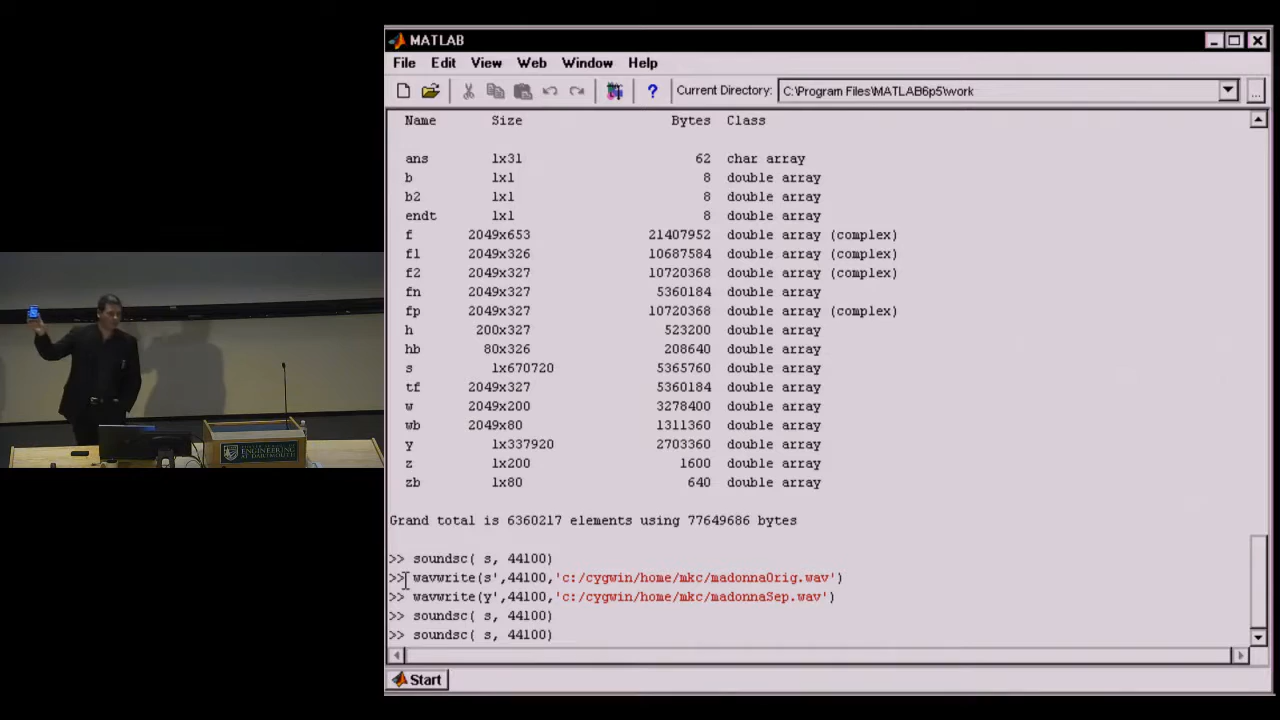 MATLAB
File Edit View Web Window Help
Current Directory: C:\Program Files\MATLAB6p5\work
Name Size Bytes Class
ans 1x31 62 char array
b 1x1 8 double array
b2 1x1 8 double array
endt 1x1 8 double array
f 2049x653 21407952 double array (complex)
f1 2049x326 10687584 double array (complex)
f2 2049x327 10720368 double array (complex)
fn 2049x327 5360184 double array
fp 2049x327 10720368 double array (complex)
h 200x327 523200 double array
hb 80x326 208640 double array
s 1x670720 5365760 double array
tf 2049x327 5360184 double array
w 2049x200 3278400 double array
wb 2049x80 1311360 double array
y 1x337920 2703360 double array
z 1x200 1600 double array
zb 1x80 640 double array
Grand total is 6360217 elements using 77649686 bytes
>> soundsc( s, 44100)
>> wavwrite(s',44100,'c:/cygwin/home/mkc/madonnaOrig.wav')
>> wavwrite(y',44100,'c:/cygwin/home/mkc/madonnaSep.wav')
>> soundsc( s, 44100)
>> soundsc( s, 44100)
Start
ENGINEERING
AT DARTMOUTH